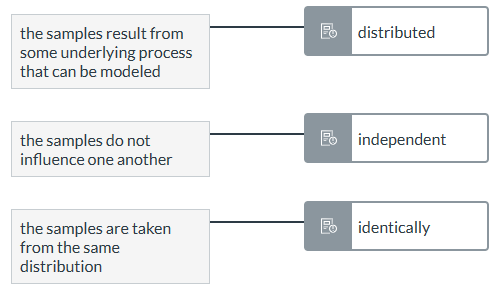 the samples result from
some underlying process
that can be modeled
distributed
the samples do not
influence one another
independent
the samples are taken
from the same
distribution
identically